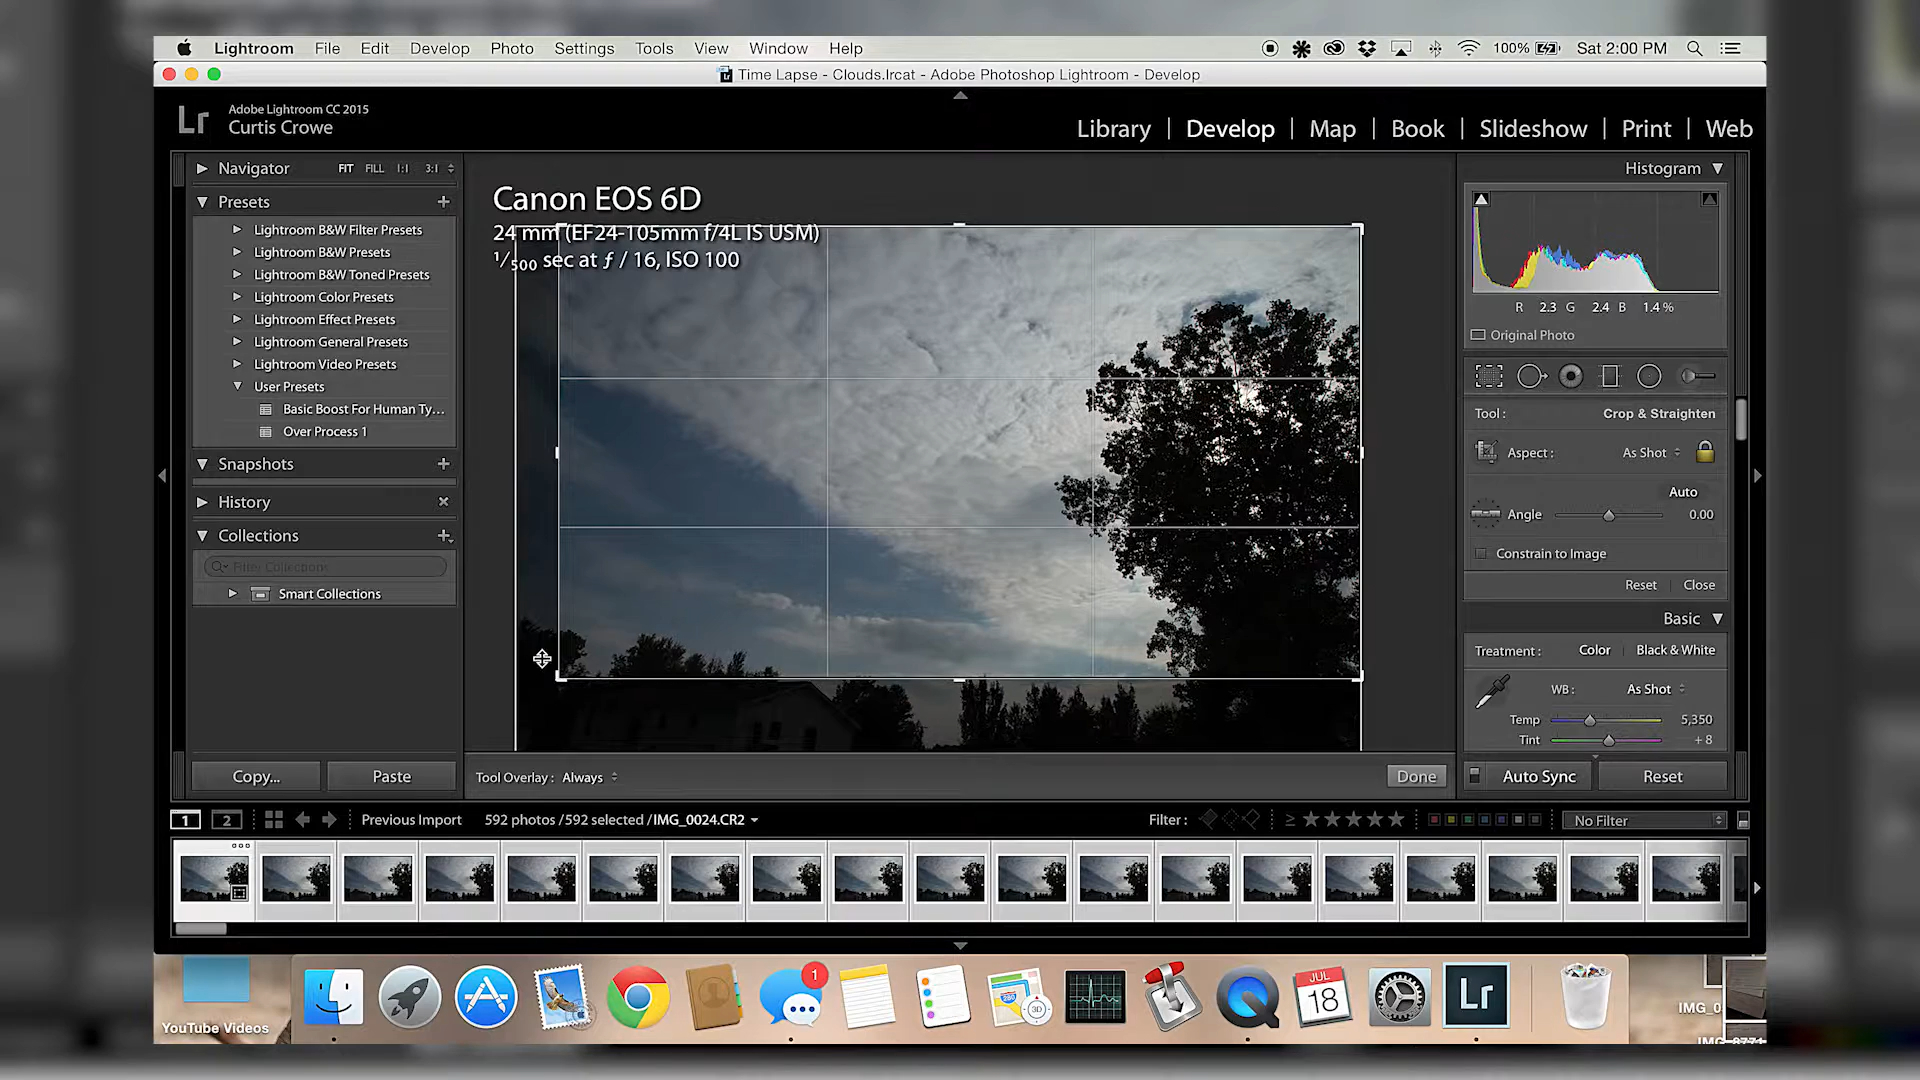 Lightroom File Edit Develop Photo Settings Tools View Window Help 100% Sat 2:00 PM
Time Lapse - Clouds.lrcat - Adobe Photoshop Lightroom - Develop
Lr Adobe Lightroom CC 2015
Curtis Crowe
Library | Develop | Map | Book | Slideshow | Print | Web
Navigator FIT FILL 1:1 3:1
Presets
Lightroom B&W Filter Presets
Lightroom B&W Presets
Lightroom B&W Toned Presets
Lightroom Color Presets
Lightroom Effect Presets
Lightroom General Presets
Lightroom Video Presets
User Presets
Basic Boost For Human Ty...
Over Process 1
Snapshots
History
Collections
Filter Collections
Smart Collections
Copy... Paste
Canon EOS 6D
24 mm (EF24-105mm f/4L IS USM)
1/500 sec at ƒ / 16, ISO 100
Tool Overlay : Always
Done
Histogram
R 2.3 G 2.4 B 1.4 %
Original Photo
Tool : Crop & Straighten
Aspect : As Shot
Auto
Angle 0.00
Constrain to Image
Reset Close
Basic
Treatment : Color Black & White
WB : As Shot
Temp 5,350
Tint + 8
Auto Sync Reset
1 2 Previous Import 592 photos /592 selected /IMG_0024.CR2 Filter : ≥ No Filter
1
280
3D
JUL
18
Lr
YouTube Videos
IMG_0